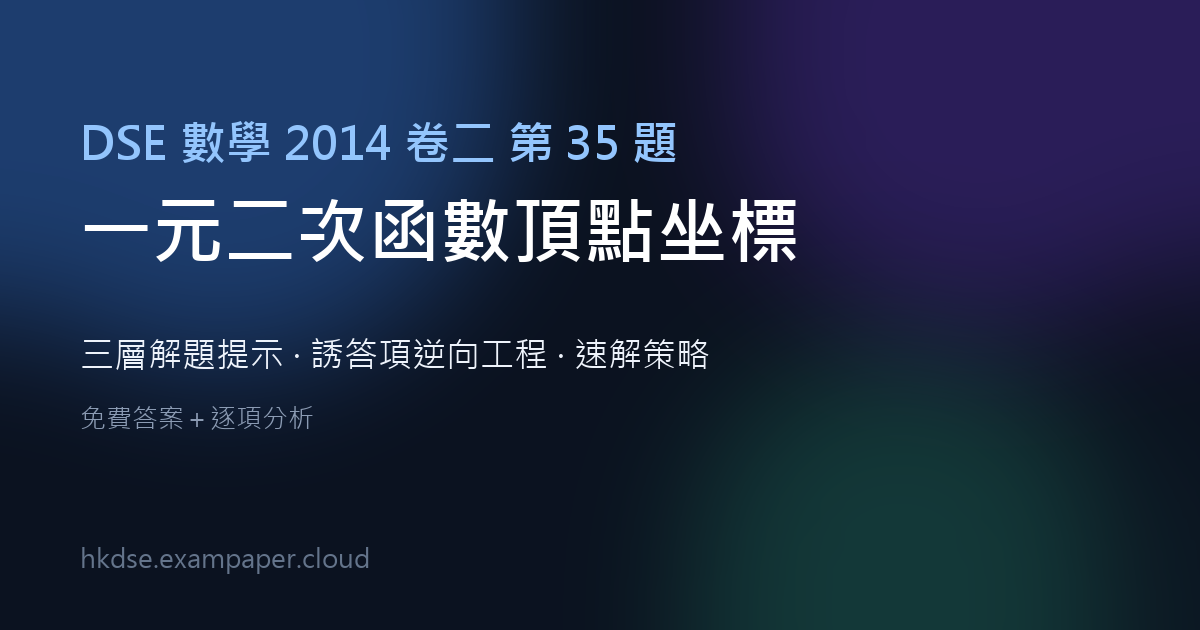 DSE 數學 2014 卷二 第 35 題
一元二次函數頂點坐標
三層解題提示 · 誘答項逆向工程 · 速解策略
免費答案 + 逐項分析
hkdse.exampaper.cloud